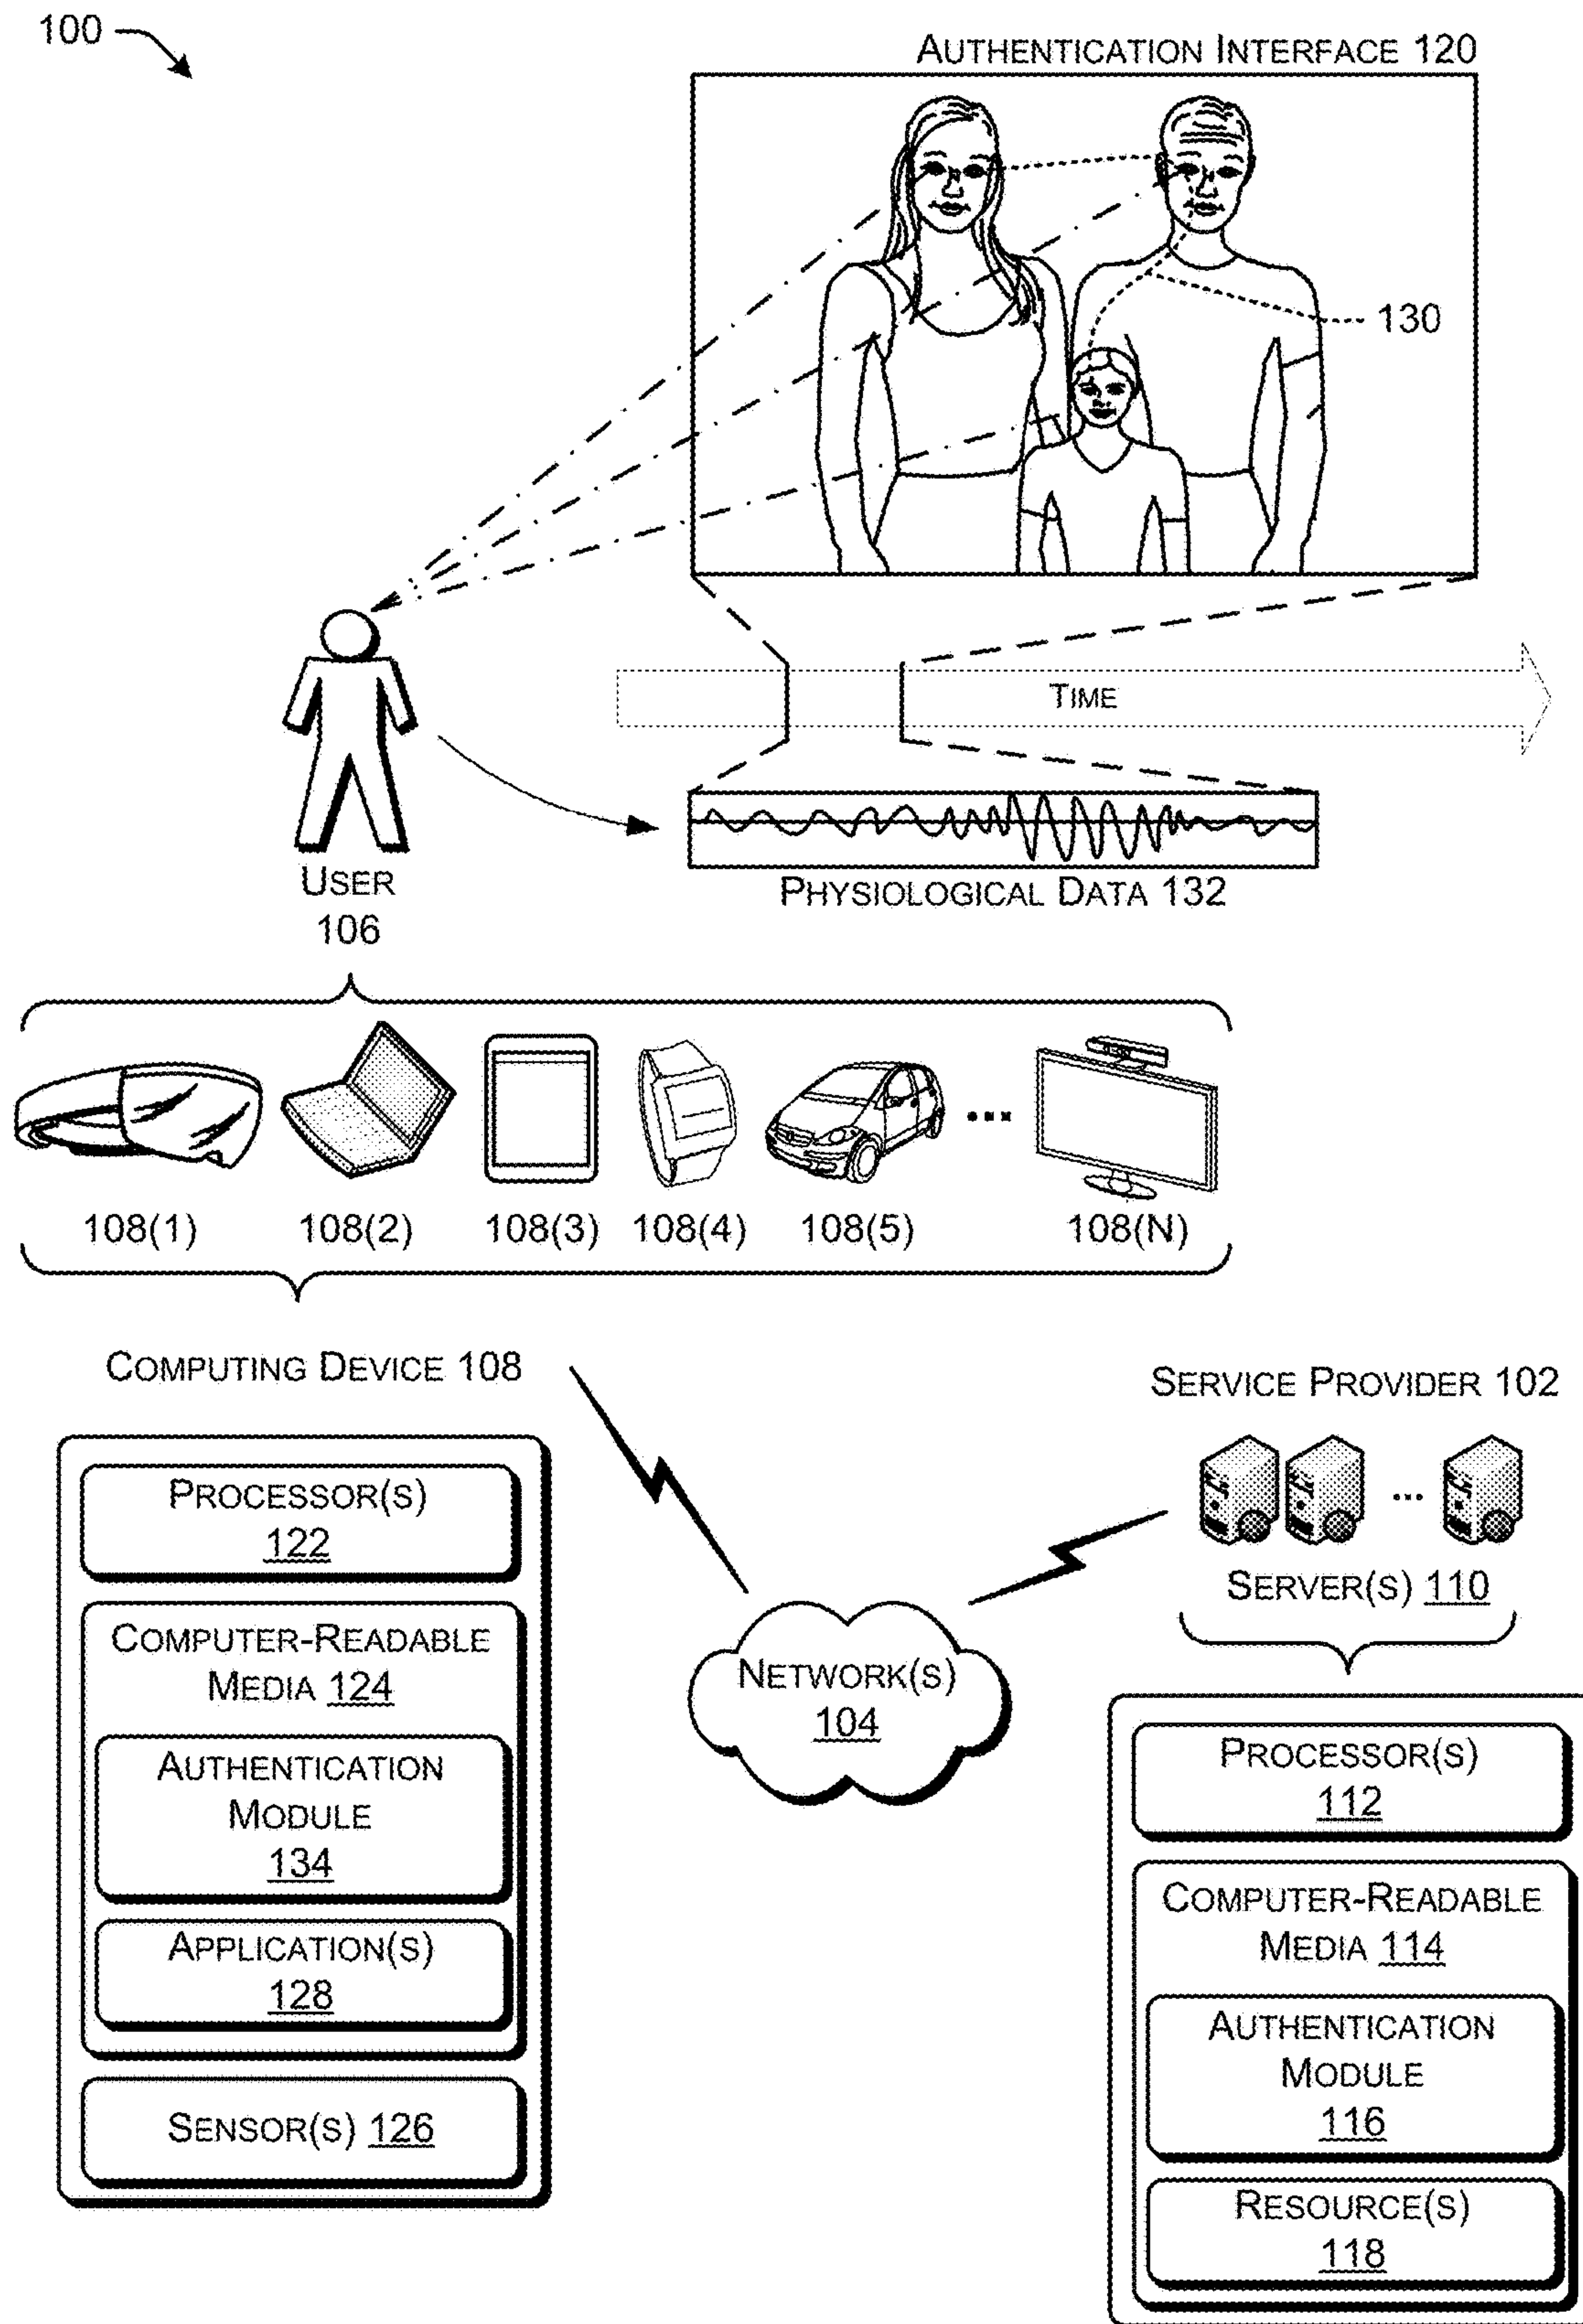 100
AUTHENTICATION INTERFACE 120
130
TIME
USER
106
PHYSIOLOGICAL DATA 132
108(1)
108(2)
108(3)
108(4)
108(5)
...
108(N)
COMPUTING DEVICE 108
PROCESSOR(S)
122
COMPUTER-READABLE
MEDIA 124
AUTHENTICATION
MODULE
134
APPLICATION(S)
128
SENSOR(S) 126
NETWORK(S)
104
SERVICE PROVIDER 102
...
SERVER(S) 110
PROCESSOR(S)
112
COMPUTER-READABLE
MEDIA 114
AUTHENTICATION
MODULE
116
RESOURCE(S)
118